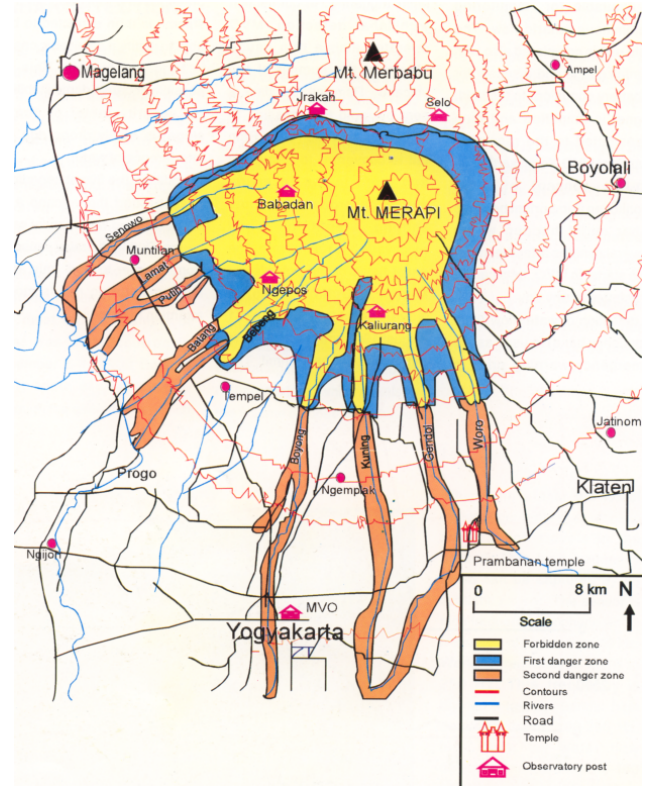 Mt. Merbabu
Magelang
Ampel
Jrakah
Selo
Boyolali
Babadan
Mt. MERAPI
Senowo
Muntilan
Lamat
Putih
Ngepos
Bebeng
Kaliurang
Batang
Tempel
Jatinom
Boyong
Kuning
Gendol
Woro
Progo
Ngemplak
Klaten
Ngijon
Prambanan temple
MVO
Yogyakarta
0 8 km
N
Scale
Forbidden zone
First danger zone
Second danger zone
Contours
Rivers
Road
Temple
Observatory post